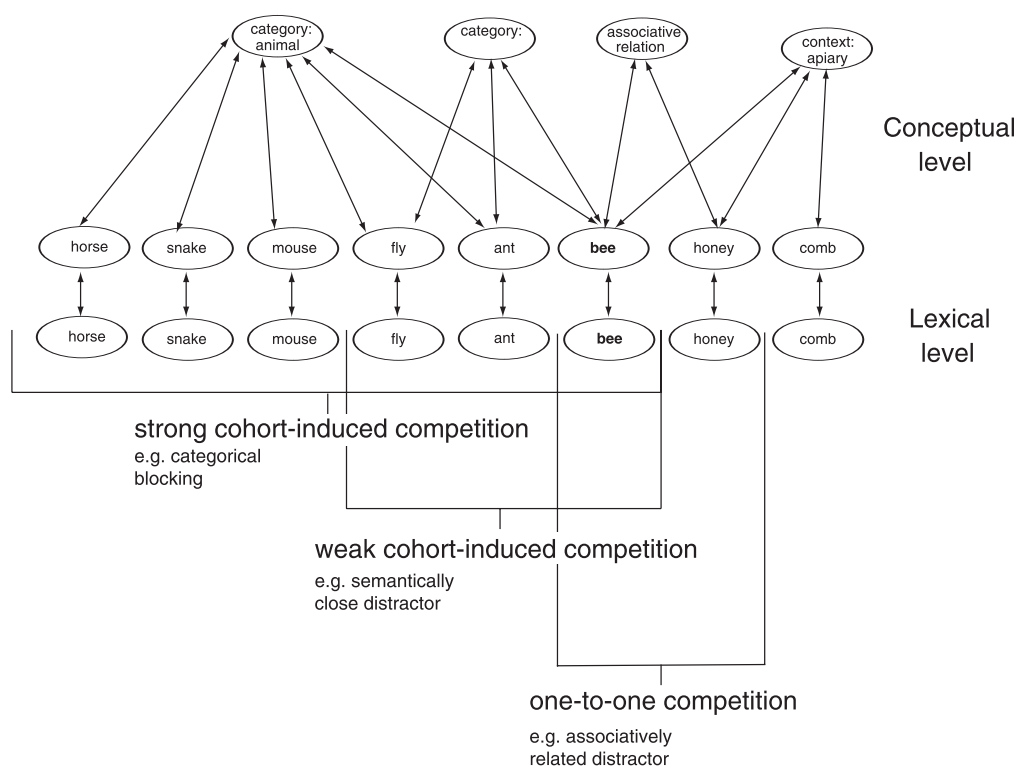 category:
animal
category:
associative
relation
context:
apiary
Conceptual
level
horse
snake
mouse
fly
ant
bee
honey
comb
horse
snake
mouse
fly
ant
bee
honey
comb
Lexical
level
strong cohort-induced competition
e.g. categorical
blocking
weak cohort-induced competition
e.g. semantically
close distractor
one-to-one competition
e.g. associatively
related distractor